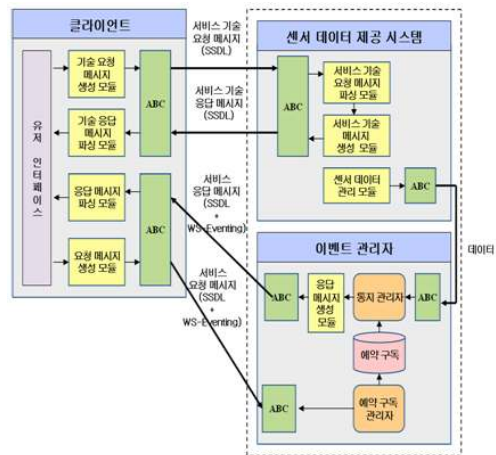 클라이언트
유저 인터페이스
기술 요청
메시지
생성 모듈
ABC
기술 응답
메시지
파싱 모듈
응답 메시지
파싱 모듈
ABC
요청 메시지
생성 모듈
서비스 기술
요청 메시지
(SSDL)
서비스 기술
응답 메시지
(SSDL)
서비스
응답 메시지
(SSDL
+
WS-Eventing)
서비스
요청 메시지
(SSDL
+
WS-Eventing)
센서 데이터 제공 시스템
ABC
서비스 기술
요청 메시지
파싱 모듈
서비스 기술
메시지
생성 모듈
센서 데이터
관리 모듈
ABC
데이터
이벤트 관리자
ABC
응답
메시지
생성
모듈
통지 관리자
ABC
예약 구독
ABC
예약 구독
관리자